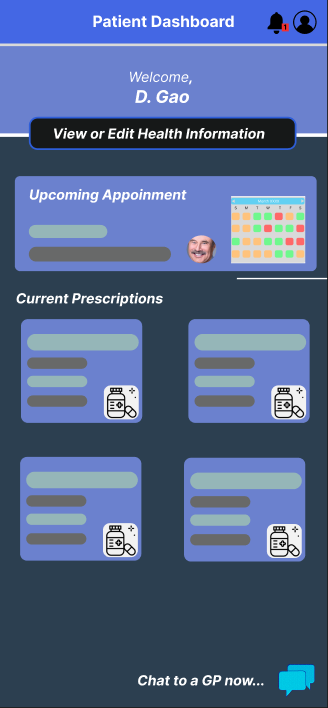 Patient Dashboard
1
Welcome,
D. Gao
View or Edit Health Information
Upcoming Appoinment
S M T W T F S
Current Prescriptions
Chat to a GP now...